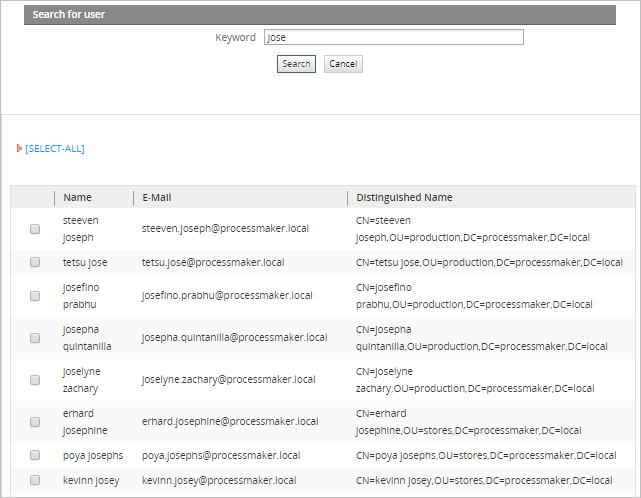 Search for user
Keyword jose
Search Cancel
[SELECT-ALL]
Name E-Mail Distinguished Name
steeven joseph steeven.joseph@processmaker.local CN=steeven joseph,OU=production,DC=processmaker,DC=local
tetsu jose tetsu.jose@processmaker.local CN=tetsu jose,OU=production,DC=processmaker,DC=local
josefino prabhu josefino.prabhu@processmaker.local CN=josefino prabhu,OU=production,DC=processmaker,DC=local
josepha quintanilla josepha.quintanilla@processmaker.local CN=josepha quintanilla,OU=production,DC=processmaker,DC=local
joselyne zachary joselyne.zachary@processmaker.local CN=joselyne zachary,OU=production,DC=processmaker,DC=local
erhard josephine erhard.josephine@processmaker.local CN=erhard josephine,OU=stores,DC=processmaker,DC=local
poya josephs poya.josephs@processmaker.local CN=poya josephs,OU=stores,DC=processmaker,DC=local
kevinn josey kevinn.josey@processmaker.local CN=kevinn josey,OU=stores,DC=processmaker,DC=local